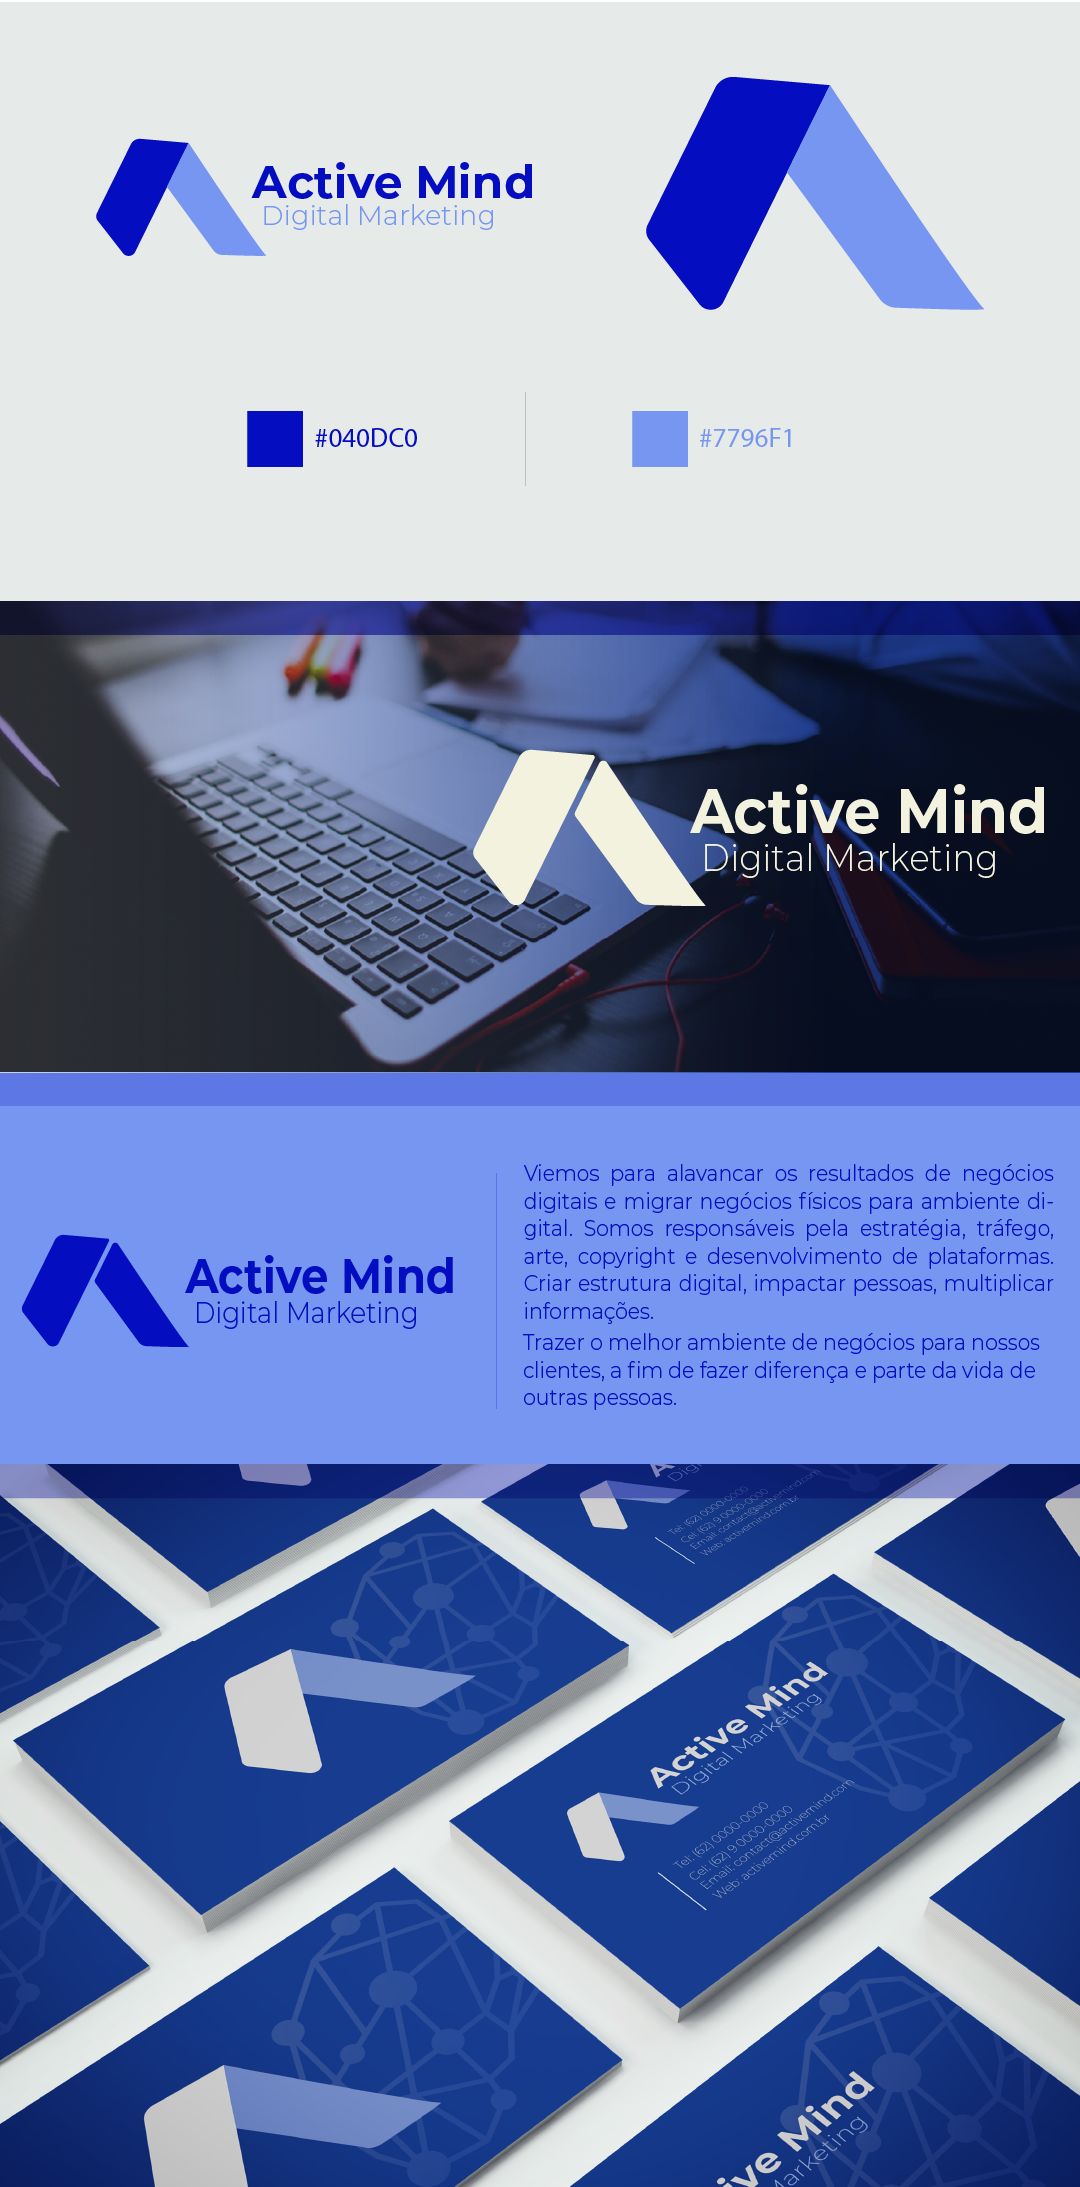 Active Mind
Digital Marketing
#040DC0
#7796F1
Active Mind
Digital Marketing
Active Mind
Digital Marketing
Viemos para alavancar os resultados de negócios
digitais e migrar negócios físicos para ambiente di-
gital. Somos responsáveis pela estratégia, tráfego,
arte, copyright e desenvolvimento de plataformas.
Criar estrutura digital, impactar pessoas, multiplicar
informações.
Trazer o melhor ambiente de negócios para nossos
clientes, a fim de fazer diferença e parte da vida de
outras pessoas.
A
Digi
Tel: (62) 0000-0000
Cel: (62) 9 0000-0000
Email: contact@activemind.com
Web: activemind.com.br
Active Mind
Digital Marketing
Tel: (62) 0000-0000
Cel: (62) 9 0000-0000
Email: contact@activemind.com
Web: activemind.com.br
ive Mind
Marketing